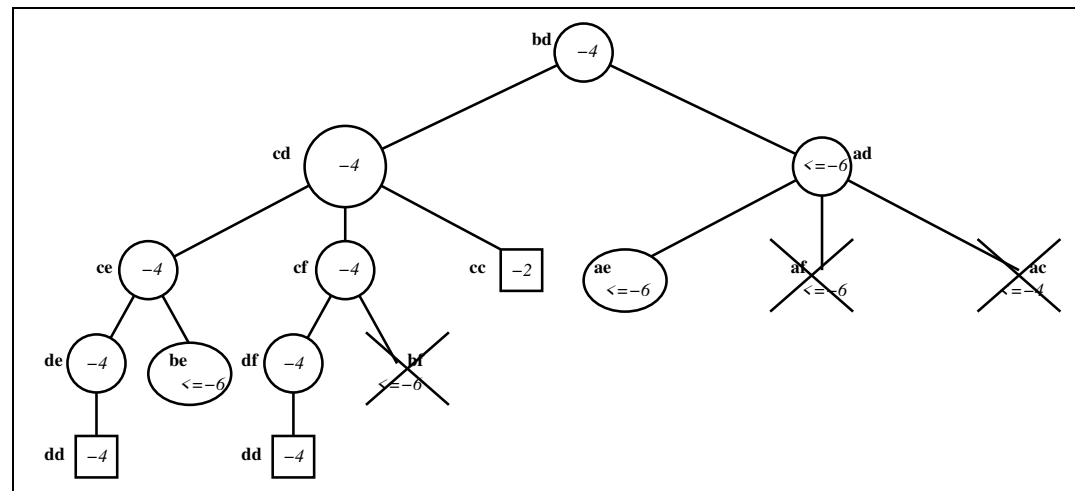 bd −4
cd −4
<=−6 ad
ce −4
cf −4
cc −2
ae <=−6
af <=−6
ac <=−4
de −4
be <=−6
df −4
bf <=−6
dd −4
dd −4